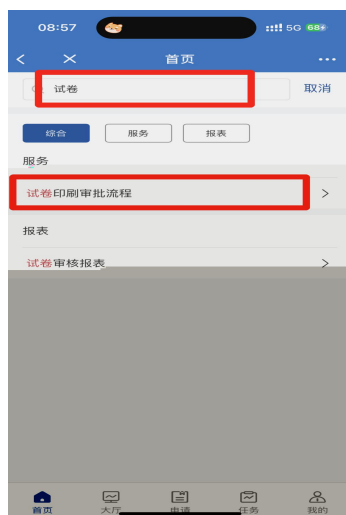 08:57 5G 68
首页
试卷 取消
综合 服务 报表
服务
试卷印刷审批流程
报表
试卷审核报表
首页 大厅 申请 任务 我的